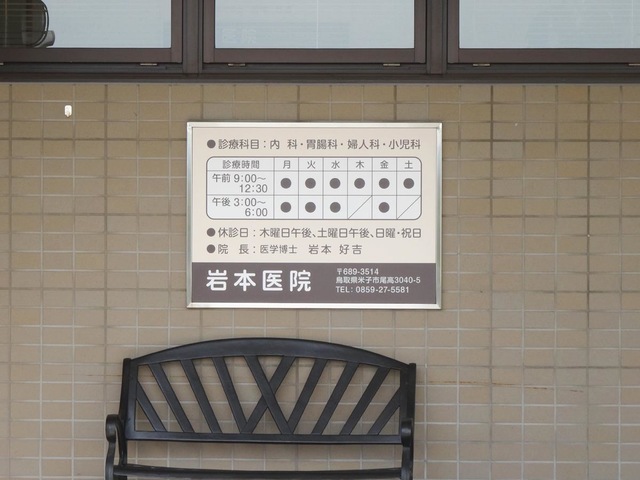 ●診療科目：内 科・胃腸科・婦人科・小児科
診療時間 月 火 水 木 金 土
午前 9:00〜12:30 ● ● ● ● ● ●
午後 3:00〜6:00 ● ● ● ／ ● ／
●休診日：木曜日午後、土曜日午後、日曜・祝日
●院 長：医学博士 岩本 好吉
岩本医院
〒689-3514
鳥取県米子市尾高3040-5
TEL: 0859-27-5581